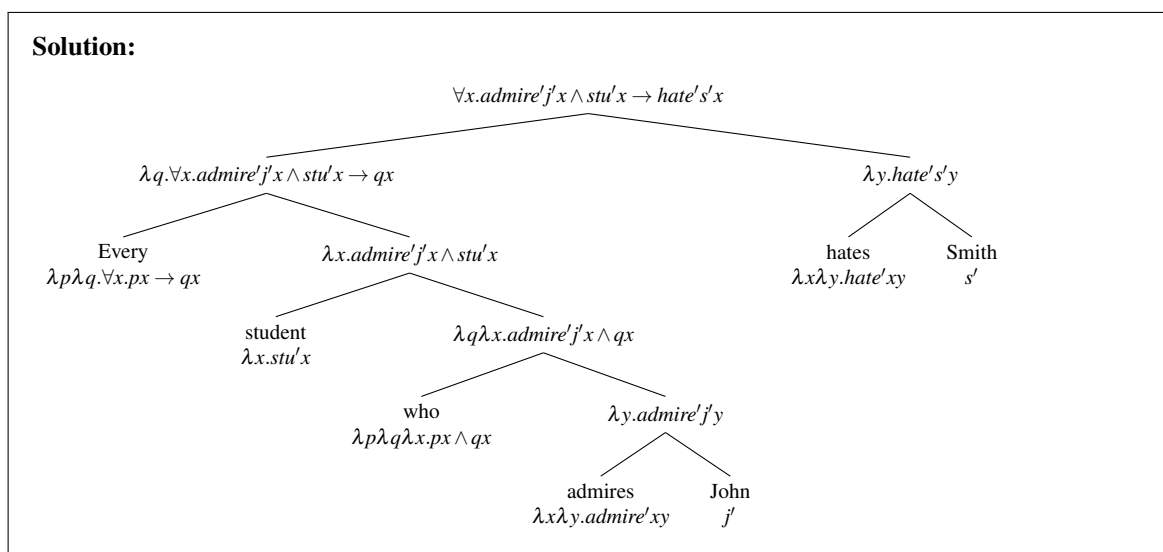 Solution:
∀x.admire′j′x ∧ stu′x → hate′s′x
λq.∀x.admire′j′x ∧ stu′x → qx λy.hate′s′y
Every λx.admire′j′x ∧ stu′x hates Smith
λpλq.∀x.px → qx λxλy.hate′xy s′
student λqλx.admire′j′x ∧ qx
λx.stu′x
who λy.admire′j′y
λpλqλx.px ∧ qx
admires John
λxλy.admire′xy j′